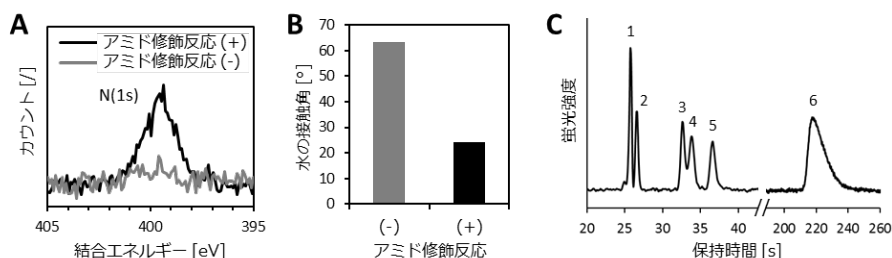 A
アミド修飾反応 (+)
アミド修飾反応 (-)
N(1s)
カウント [/]
405
400
395
結合エネルギー [eV]
B
水の接触角 [°]
70
60
50
40
30
20
10
0
(-)
(+)
アミド修飾反応
C
蛍光強度
1
2
3
4
5
6
20
25
30
35
40
200
220
240
260
保持時間 [s]